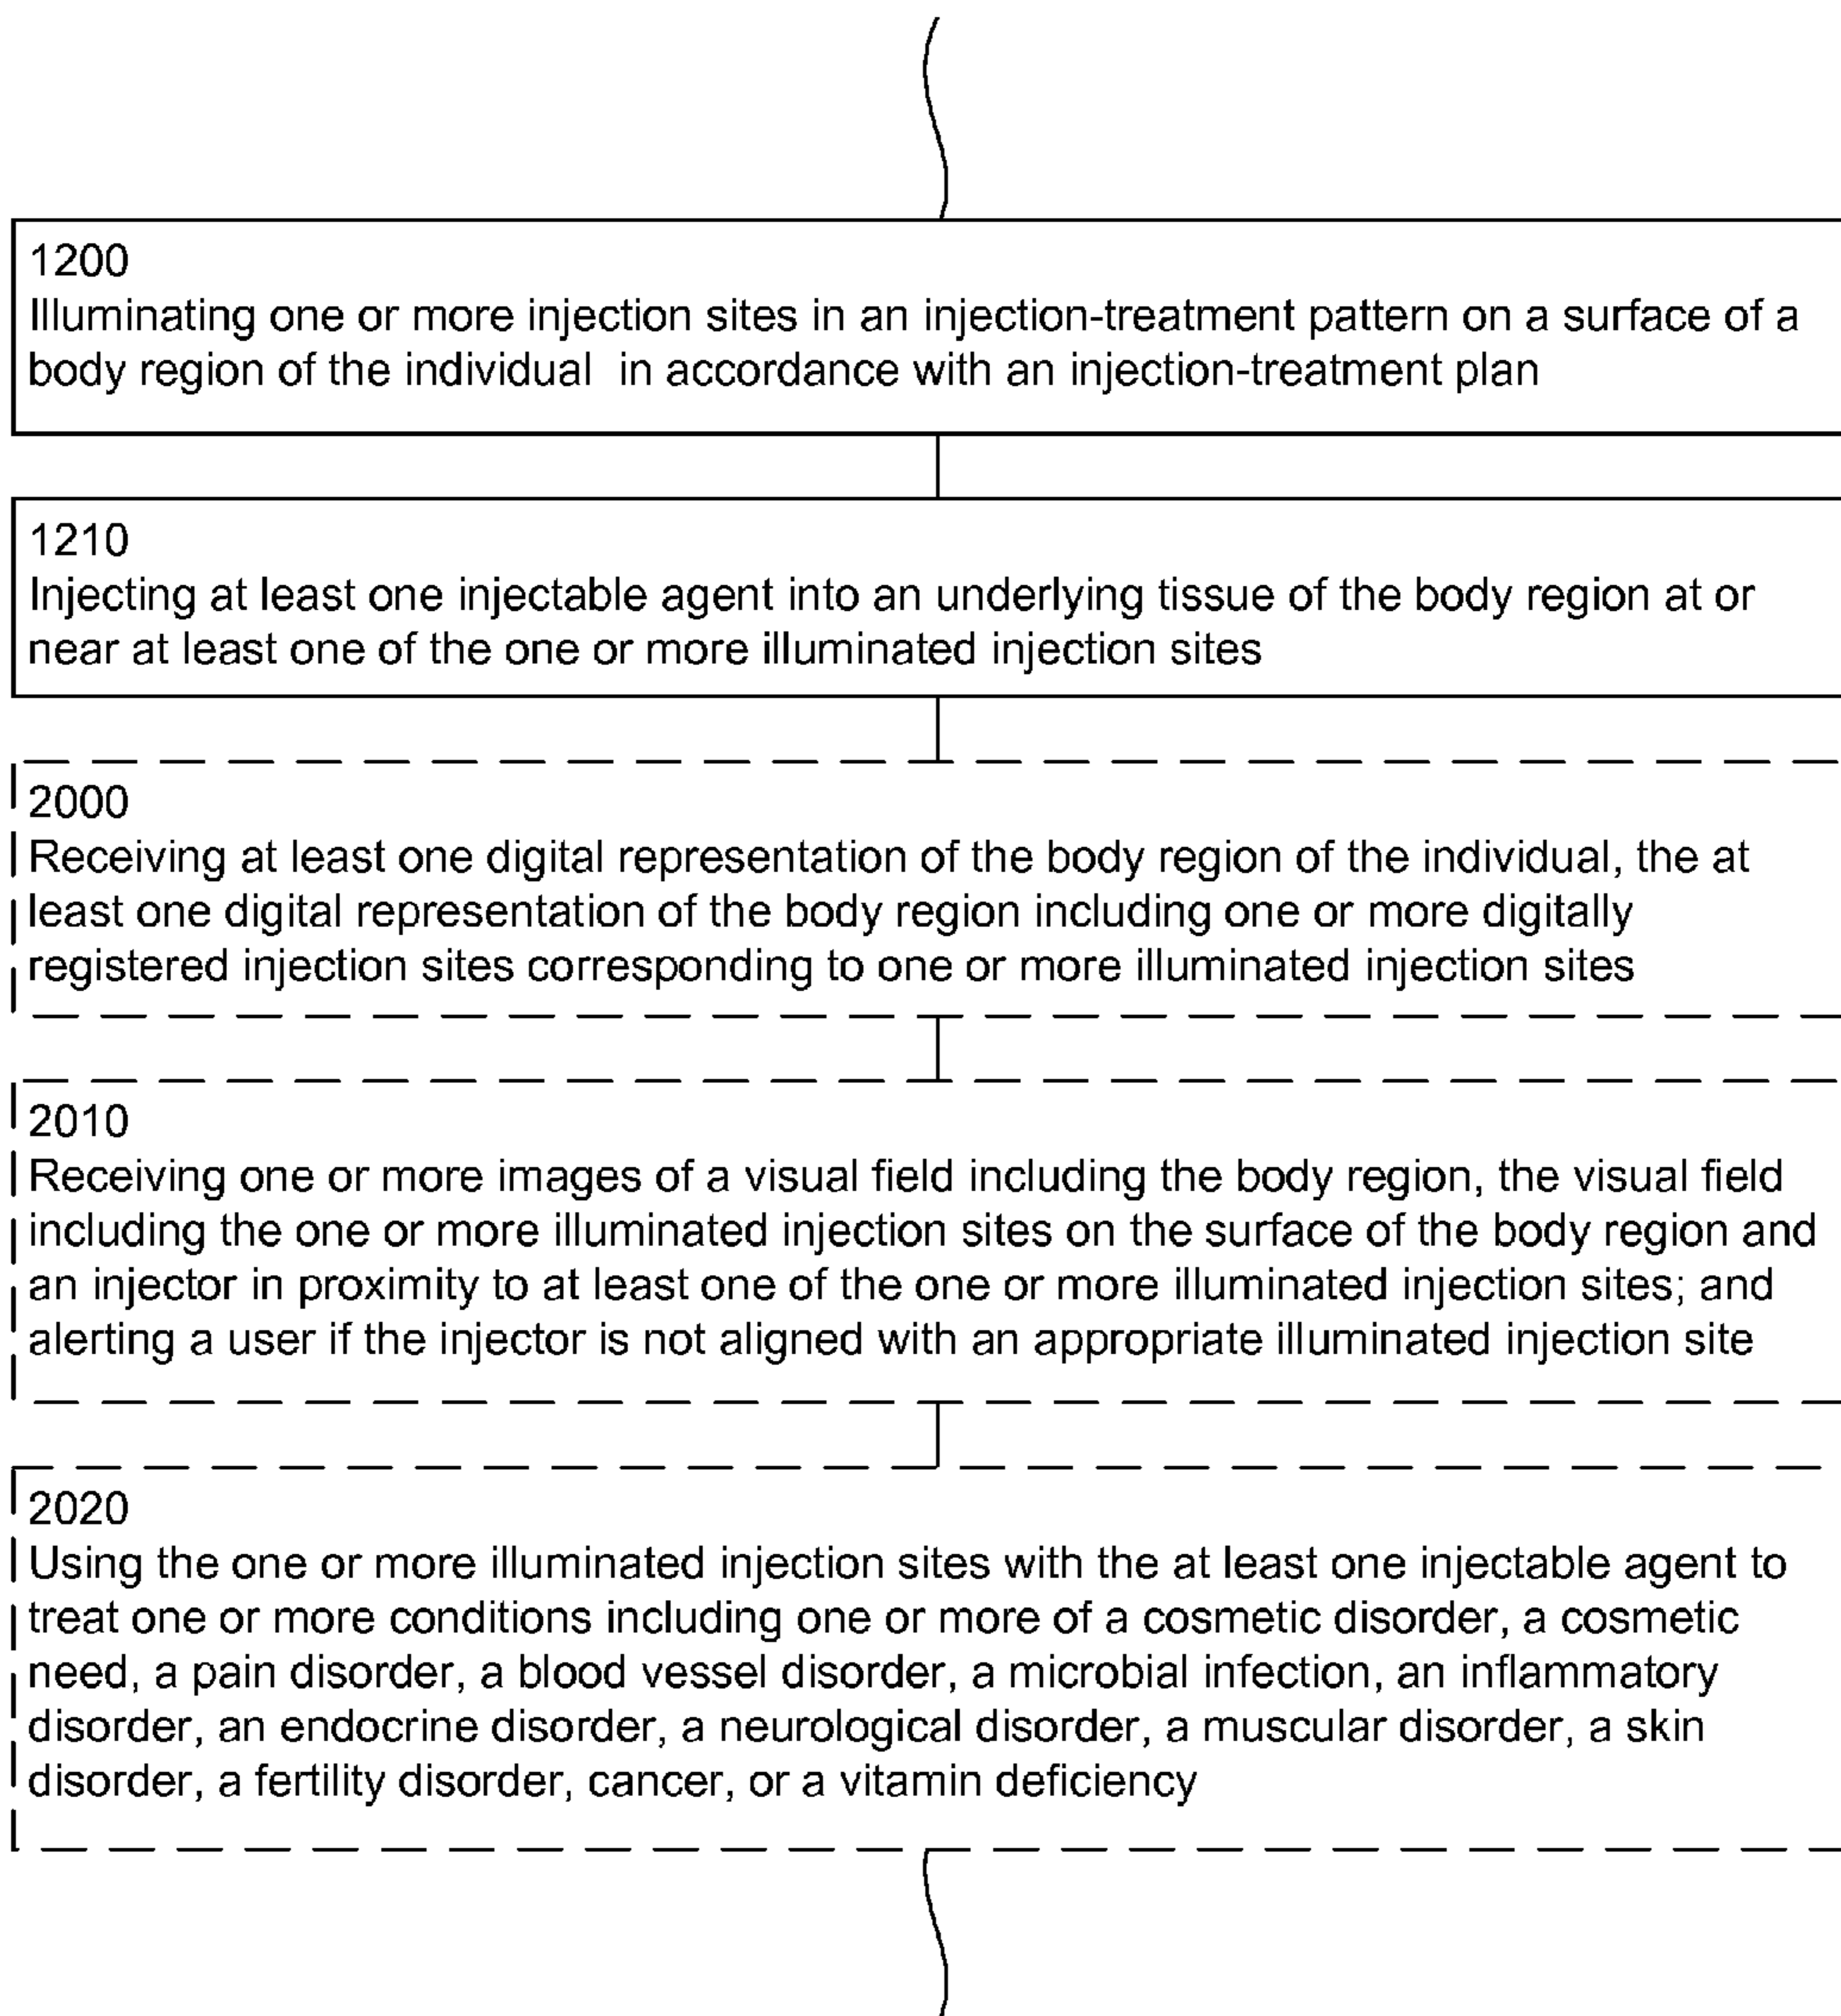 1200
Illuminating one or more injection sites in an injection-treatment pattern on a surface of a
body region of the individual  in accordance with an injection-treatment plan
1210
Injecting at least one injectable agent into an underlying tissue of the body region at or
near at least one of the one or more illuminated injection sites
2000
Receiving at least one digital representation of the body region of the individual, the at
least one digital representation of the body region including one or more digitally
registered injection sites corresponding to one or more illuminated injection sites
2010
Receiving one or more images of a visual field including the body region, the visual field
including the one or more illuminated injection sites on the surface of the body region and
an injector in proximity to at least one of the one or more illuminated injection sites; and
alerting a user if the injector is not aligned with an appropriate illuminated injection site
2020
Using the one or more illuminated injection sites with the at least one injectable agent to
treat one or more conditions including one or more of a cosmetic disorder, a cosmetic
need, a pain disorder, a blood vessel disorder, a microbial infection, an inflammatory
disorder, an endocrine disorder, a neurological disorder, a muscular disorder, a skin
disorder, a fertility disorder, cancer, or a vitamin deficiency